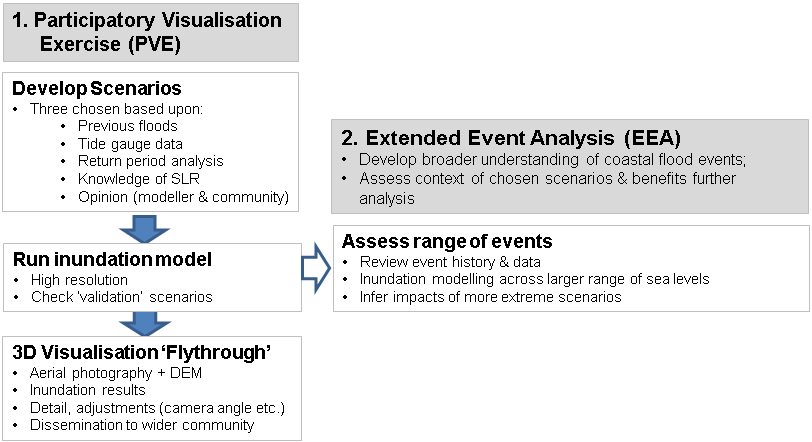 1. Participatory Visualisation
Exercise (PVE)
Develop Scenarios
• Three chosen based upon:
• Previous floods
• Tide gauge data
• Return period analysis
• Knowledge of SLR
• Opinion (modeller & community)
Run inundation model
• High resolution
• Check ‘validation’ scenarios
3D Visualisation ‘Flythrough’
• Aerial photography + DEM
• Inundation results
• Detail, adjustments (camera angle etc.)
• Dissemination to wider community
2. Extended Event Analysis (EEA)
• Develop broader understanding of coastal flood events;
• Assess context of chosen scenarios & benefits further
analysis
Assess range of events
• Review event history & data
• Inundation modelling across larger range of sea levels
• Infer impacts of more extreme scenarios